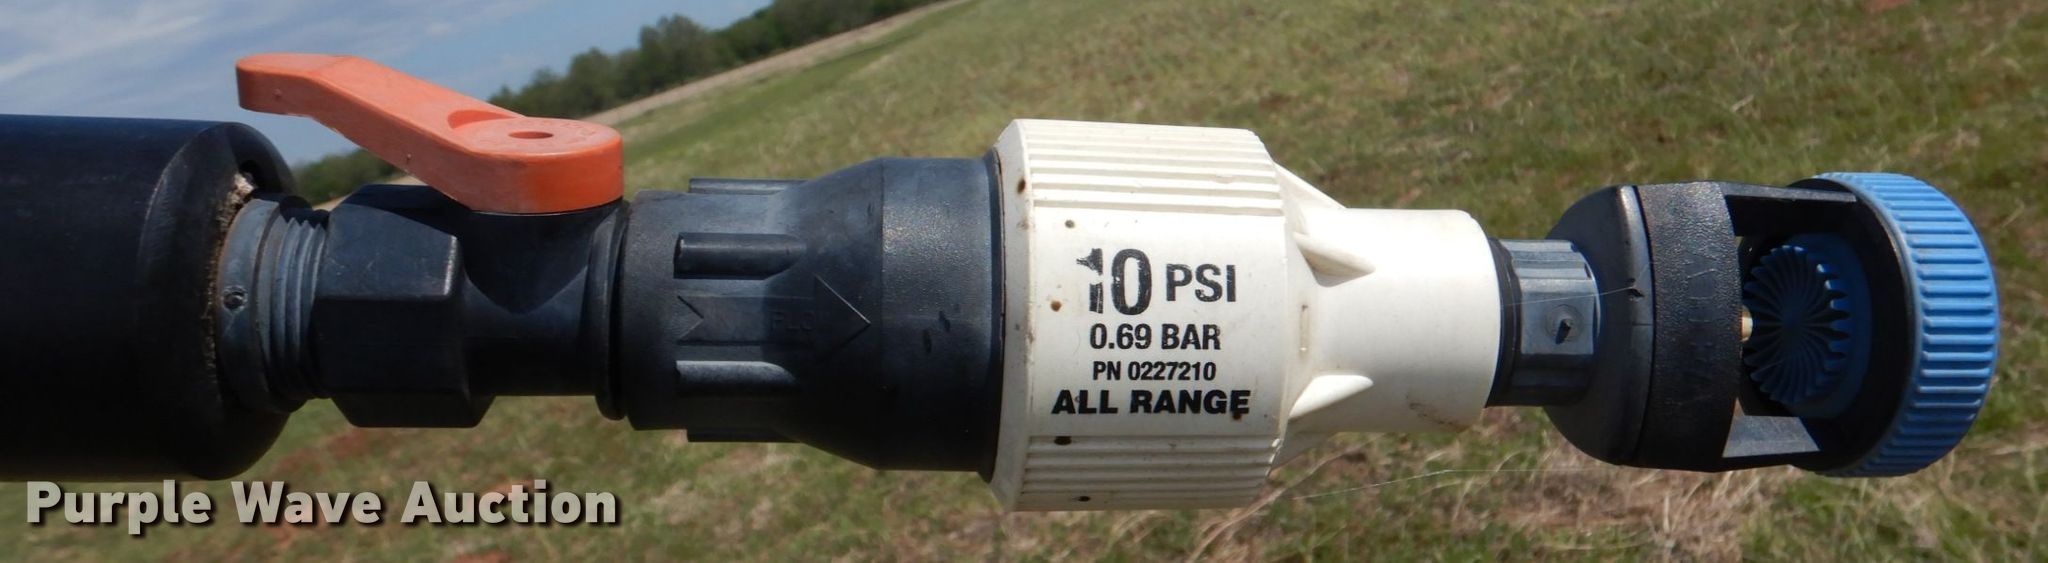 10 PSI
0.69 BAR
PN 0227210
ALL RANGE
Purple Wave Auction